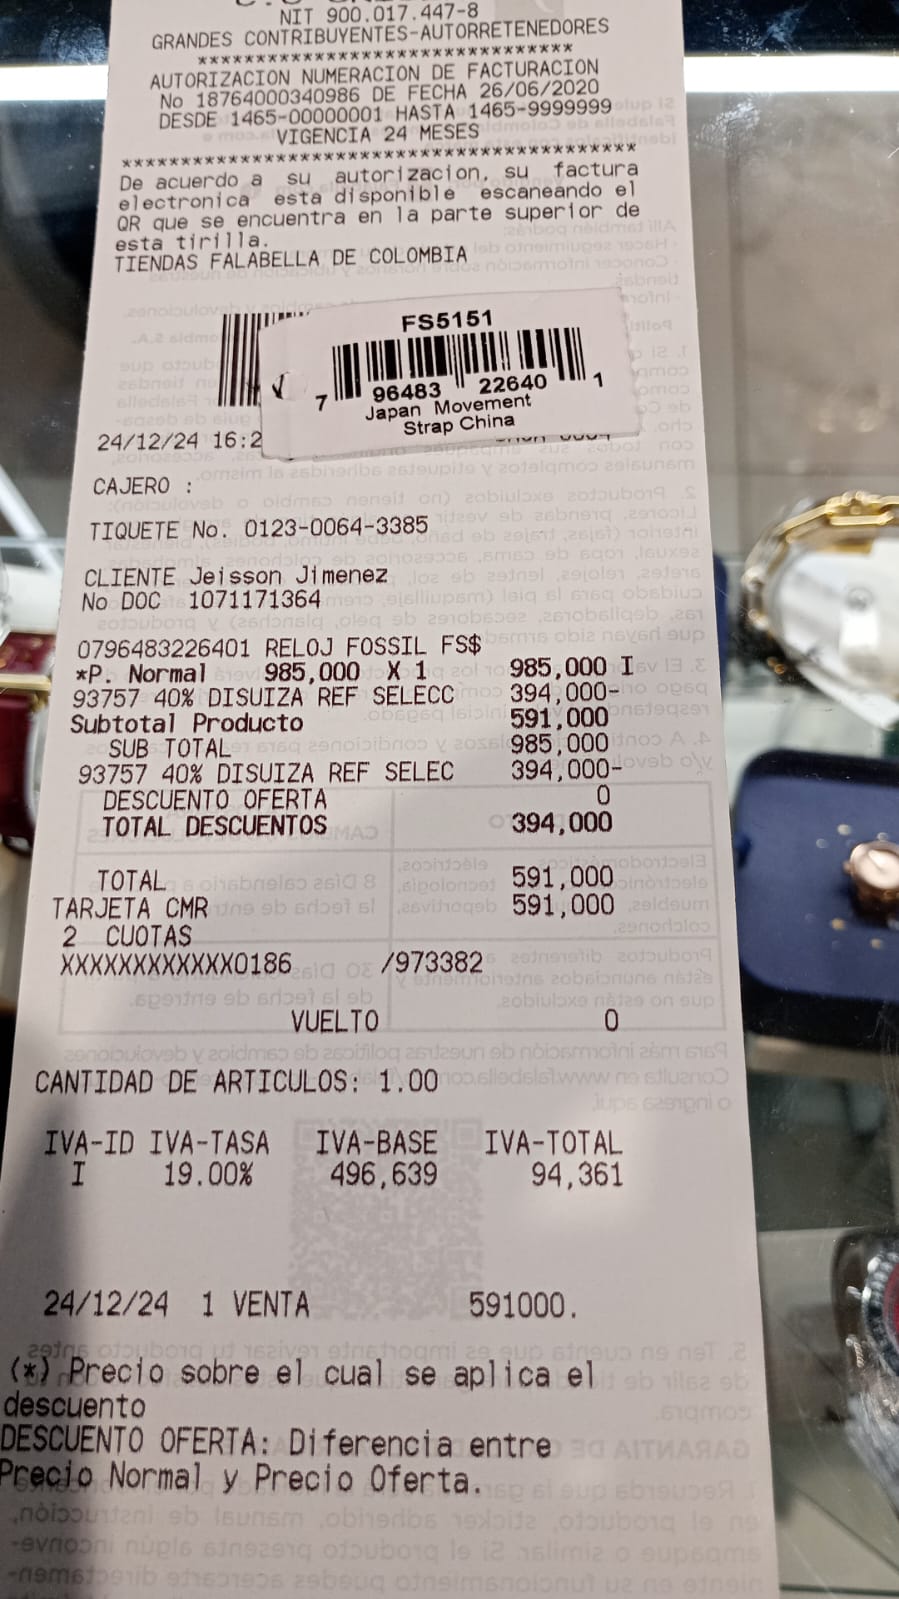 NIT 900.017.447-8
GRANDES CONTRIBUYENTES-AUTORRETENEDORES
********************************
AUTORIZACION NUMERACION DE FACTURACION
No 18764000340986 DE FECHA 26/06/2020
DESDE 1465-00000001 HASTA 1465-9999999
VIGENCIA 24 MESES
*******************************************
De acuerdo a su autorizacion, su factura
electronica esta disponible escaneando el
QR que se encuentra en la parte superior de
esta tirilla.
TIENDAS FALABELLA DE COLOMBIA
FS5151
7 96483 22640 1
Japan Movement
Strap China
24/12/24 16:2
CAJERO :
TIQUETE No. 0123-0064-3385
CLIENTE Jeisson Jimenez
No DOC 1071171364
0796483226401 RELOJ FOSSIL FS$
*P. Normal 985,000 X 1 985,000 I
93757 40% DISUIZA REF SELECC 394,000-
Subtotal Producto 591,000
SUB TOTAL 985,000
93757 40% DISUIZA REF SELEC 394,000-
DESCUENTO OFERTA 0
TOTAL DESCUENTOS 394,000
TOTAL 591,000
TARJETA CMR 591,000
2 CUOTAS
XXXXXXXXXXXX0186 /973382
VUELTO 0
CANTIDAD DE ARTICULOS: 1.00
IVA-ID IVA-TASA IVA-BASE IVA-TOTAL
I 19.00% 496,639 94,361
24/12/24 1 VENTA 591000.
(*) Precio sobre el cual se aplica el
descuento
DESCUENTO OFERTA: Diferencia entre
Precio Normal y Precio Oferta.